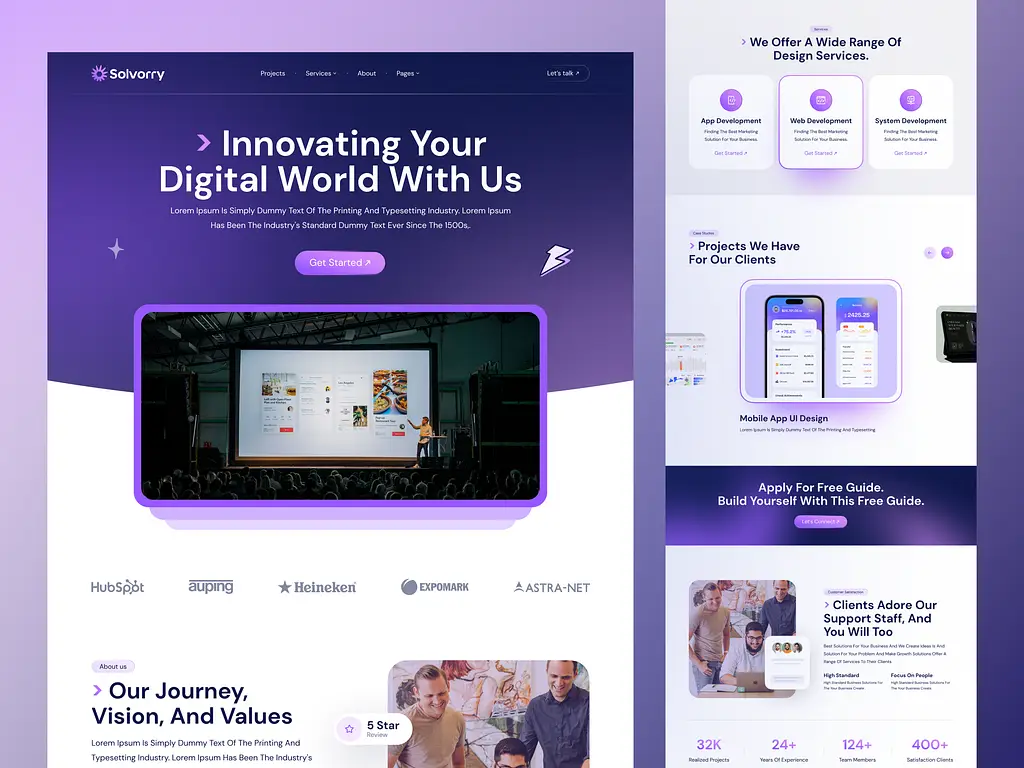 Solvorry
Projects
Services
About
Pages
Let's talk ↗
> Innovating Your
Digital World With Us
Lorem Ipsum Is Simply Dummy Text Of The Printing And Typesetting Industry. Lorem Ipsum
Has Been The Industry's Standard Dummy Text Ever Since The 1500s,.
Get Started ↗
HubSpot
auping
Heineken
EXPOMARK
ASTRA-NET
About us
> Our Journey,
Vision, And Values
Lorem Ipsum Is Simply Dummy Text Of The Printing And
Typesetting Industry. Lorem Ipsum Has Been The Industry's
5 Star
Review
Services
> We Offer A Wide Range Of
Design Services.
App Development
Finding The Best Marketing
Solution For Your Business.
Get Started ↗
Web Development
Finding The Best Marketing
Solution For Your Business.
Get Started ↗
System Development
Finding The Best Marketing
Solution For Your Business.
Get Started ↗
Case Studies
> Projects We Have
For Our Clients
2425.25
Mobile App UI Design
Lorem Ipsum Is Simply Dummy Text Of The Printing And Typesetting
Apply For Free Guide.
Build Yourself With This Free Guide.
Let's Connect ↗
Customer Satisfaction
> Clients Adore Our
Support Staff, And
You Will Too
Best Solutions For Your Business And We Create Ideas Is And
Solution For Your Problem And Make Growth Solutions Offer A
Range Of Services To Their Clients
High Standard
High Standard Business Solutions For
The Your Business Create
Focus On People
High Standard Business Solutions For
The Your Business Create
32K
Realized Projects
24+
Years Of Experience
124+
Team Members
400+
Satisfaction Clients